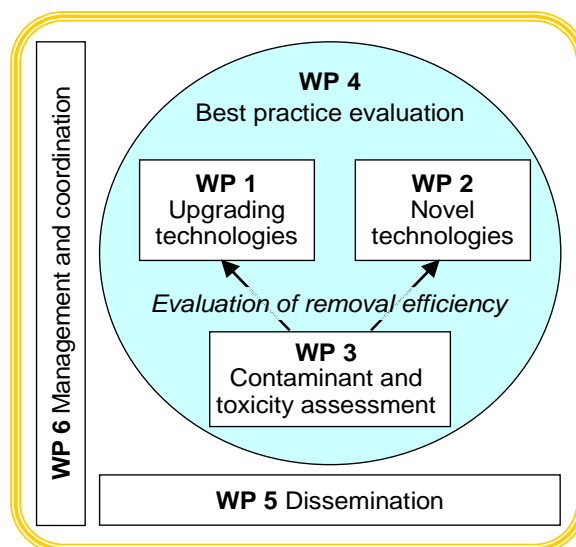 WP 6 Management and coordination
WP 4
Best practice evaluation
WP 1
Upgrading
technologies
WP 2
Novel
technologies
Evaluation of removal efficiency
WP 3
Contaminant and
toxicity assessment
WP 5 Dissemination